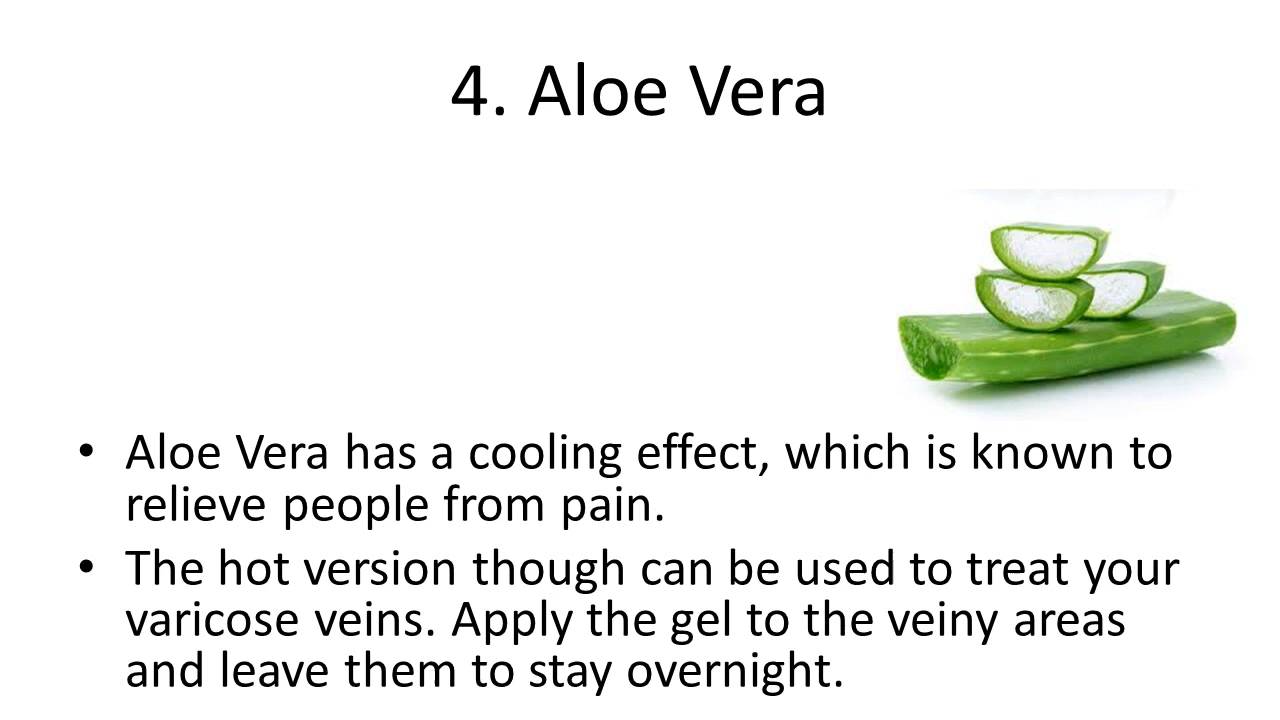 4. Aloe Vera
• Aloe Vera has a cooling effect, which is known to
relieve people from pain.
• The hot version though can be used to treat your
varicose veins. Apply the gel to the veiny areas
and leave them to stay overnight.